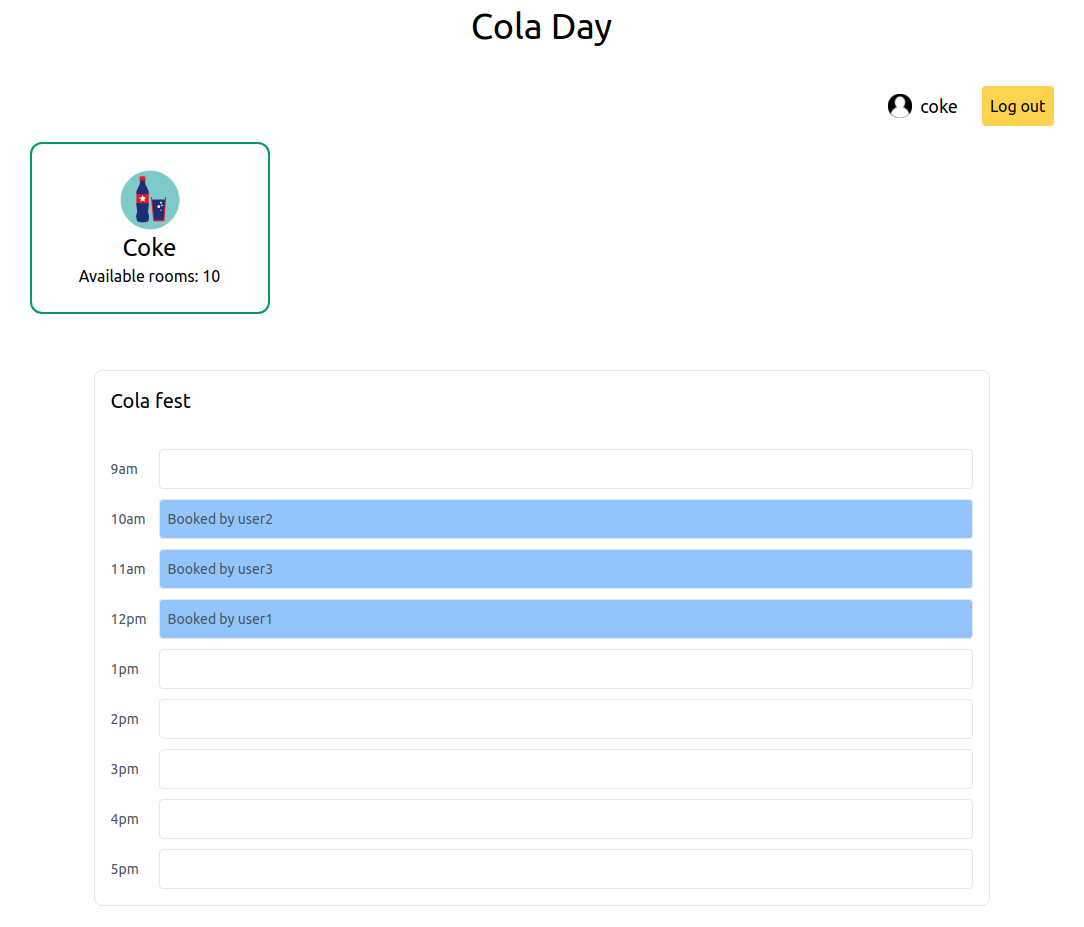 Cola Day
coke
Log out
Coke
Available rooms: 10
Cola fest
9am
10am Booked by user2
11am Booked by user3
12pm Booked by user1
1pm
2pm
3pm
4pm
5pm